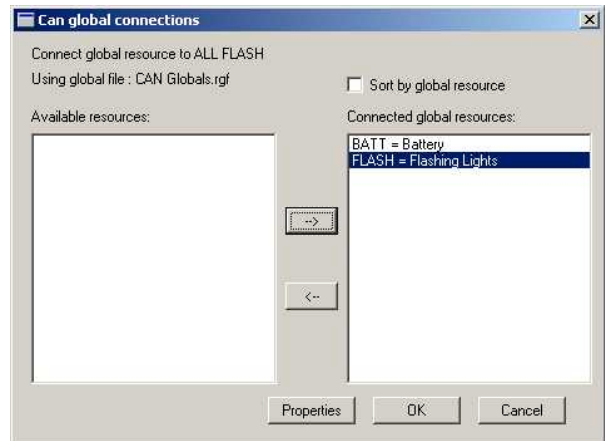 Can global connections
Connect global resource to ALL FLASH
Using global file : CAN Globals.rgf
Sort by global resource
Available resources:
Connected global resources:
BATT = Battery
FLASH = Flashing Lights
-->
<--
Properties
OK
Cancel